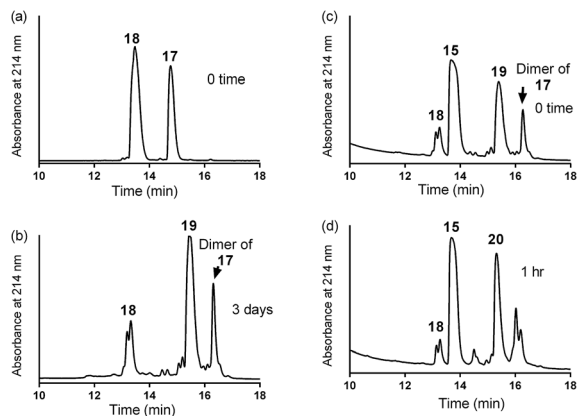 (a)
Absorbance at 214 nm
18
17
0 time
10 12 14 16 18
Time (min)
(b)
Absorbance at 214 nm
18
19
Dimer of
17
3 days
10 12 14 16 18
Time (min)
(c)
Absorbance at 214 nm
18
15
19
Dimer of
17
0 time
10 12 14 16 18
Time (min)
(d)
Absorbance at 214 nm
18
15
20
1 hr
10 12 14 16 18
Time (min)